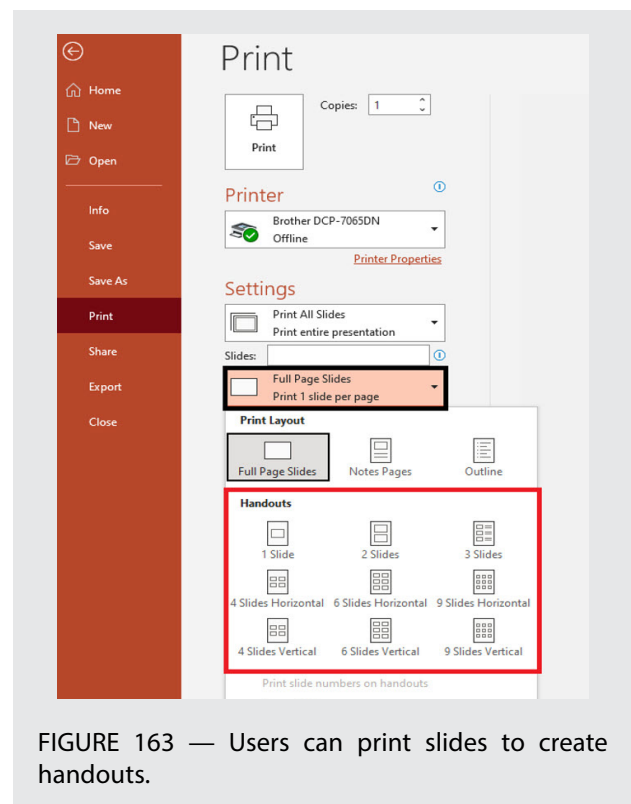 Print
Home
New
Open
Info
Save
Save As
Print
Share
Export
Close
Copies: 1
Print
Printer
Brother DCP-7065DN
Offline
Printer Properties
Settings
Print All Slides
Print entire presentation
Slides:
Full Page Slides
Print 1 slide per page
Print Layout
Full Page Slides Notes Pages Outline
Handouts
1 Slide 2 Slides 3 Slides
4 Slides Horizontal 6 Slides Horizontal 9 Slides Horizontal
4 Slides Vertical 6 Slides Vertical 9 Slides Vertical
Print slide numbers on handouts
FIGURE 163 — Users can print slides to create
handouts.